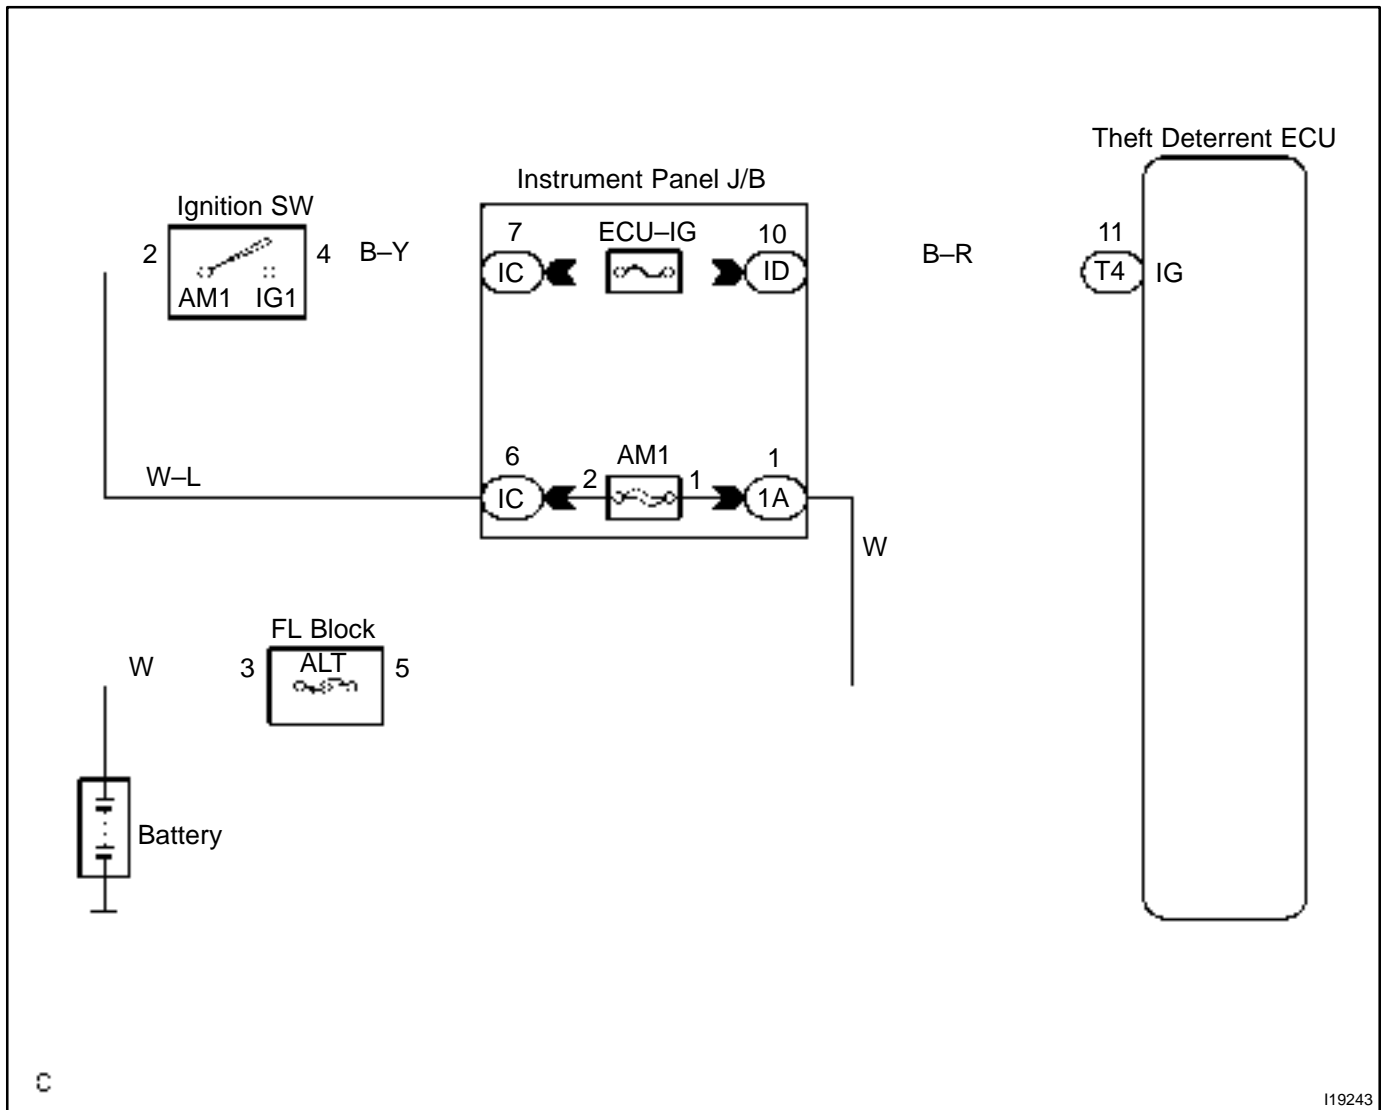 Theft Deterrent ECU
Instrument Panel J/B
Ignition SW
2
AM1 IG1
4
B–Y
7
IC
ECU–IG
10
ID
B–R
11
T4
IG
W–L
6
IC
2
AM1
1
1
1A
W
FL Block
W
3
ALT
5
Battery
C
I19243